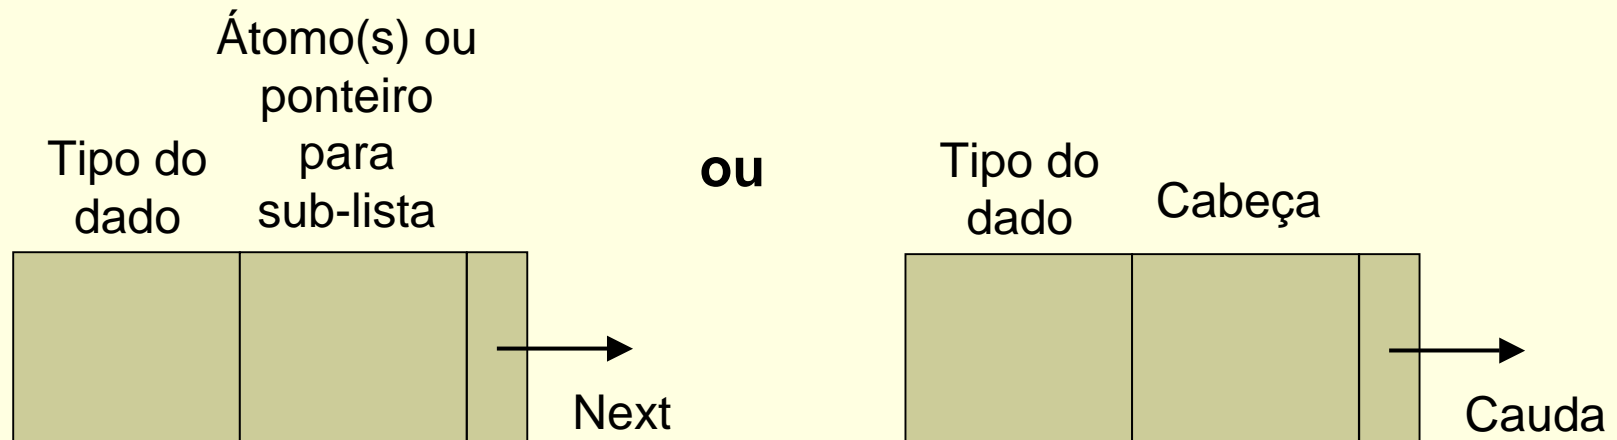 Átomo(s) ou
ponteiro
para
sub-lista
Tipo do
dado
Next
ou
Tipo do
dado
Cabeça
Cauda